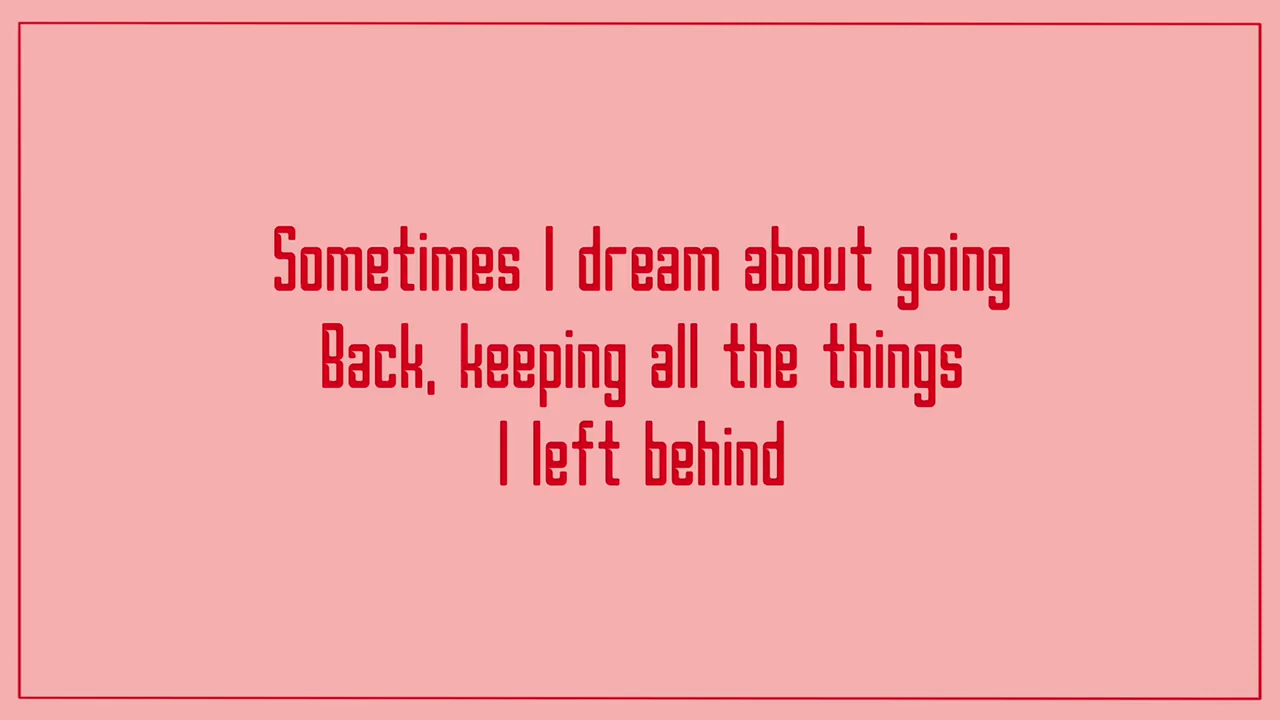 Sometimes I dream about going
Back, keeping all the things
I left behind